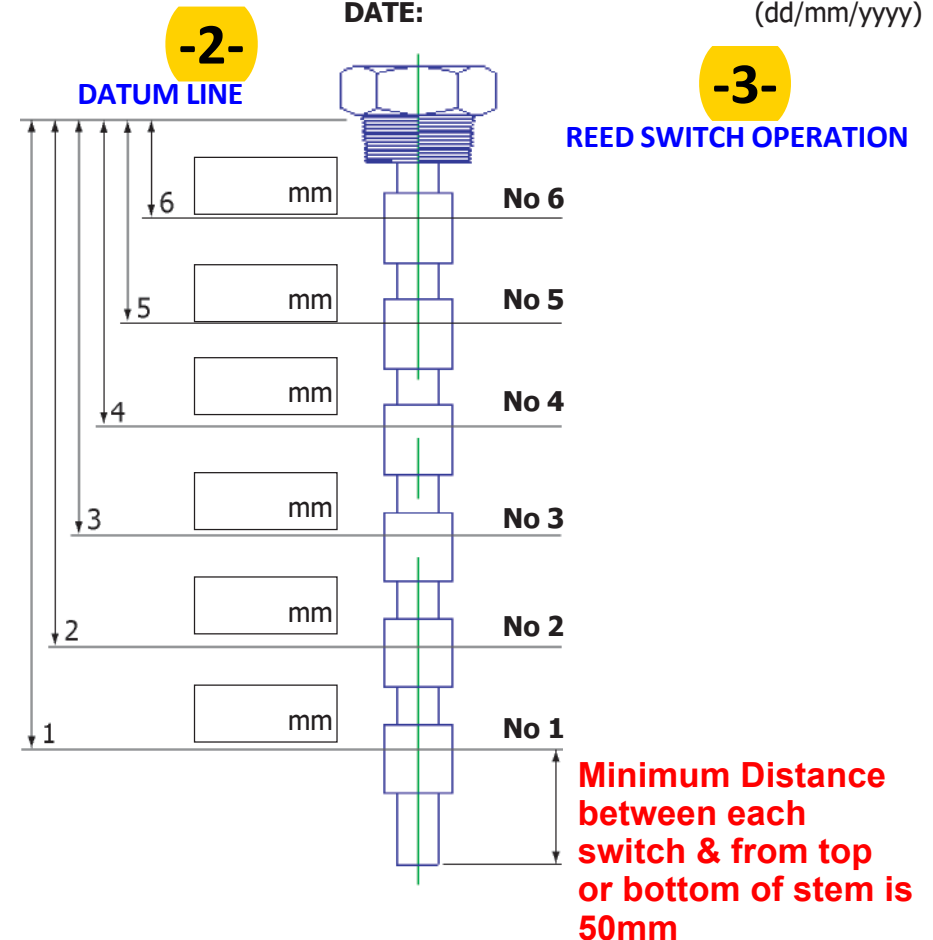 DATE: (dd/mm/yyyy)
-2-
DATUM LINE
-3-
REED SWITCH OPERATION
6 mm No 6
5 mm No 5
4 mm No 4
3 mm No 3
2 mm No 2
1 mm No 1
Minimum Distance
between each
switch & from top
or bottom of stem is
50mm